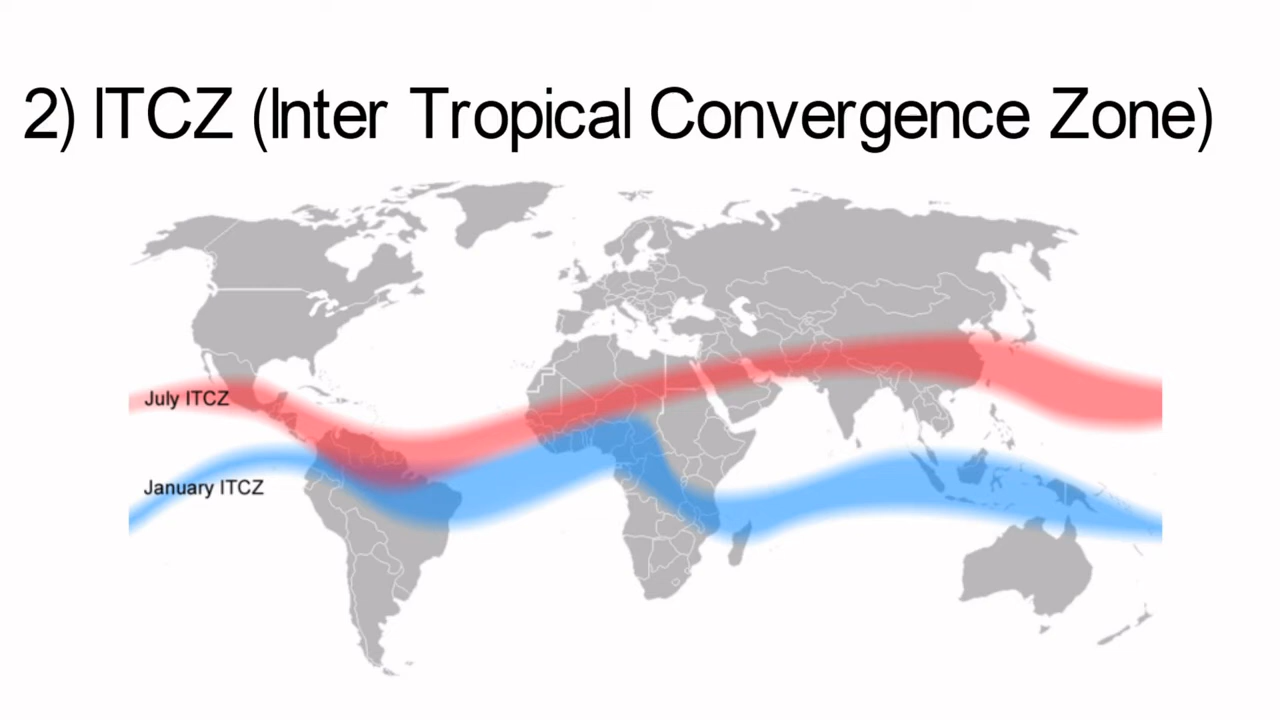 2) ITCZ (Inter Tropical Convergence Zone)
July ITCZ
January ITCZ